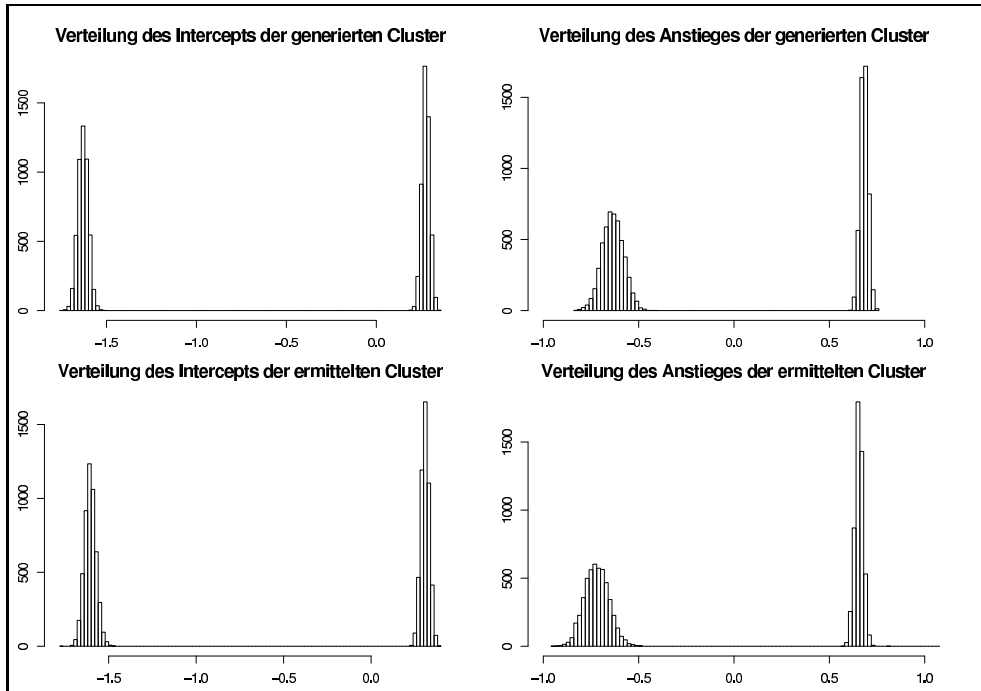 Verteilung des Intercepts der generierten Cluster
0 500 1000 1500
−1.5 −1.0 −0.5 0.0
Verteilung des Anstieges der generierten Cluster
0 500 1000 1500
−1.0 −0.5 0.0 0.5 1.0
Verteilung des Intercepts der ermittelten Cluster
0 500 1000 1500
−1.5 −1.0 −0.5 0.0
Verteilung des Anstieges der ermittelten Cluster
0 500 1000 1500
−1.0 −0.5 0.0 0.5 1.0